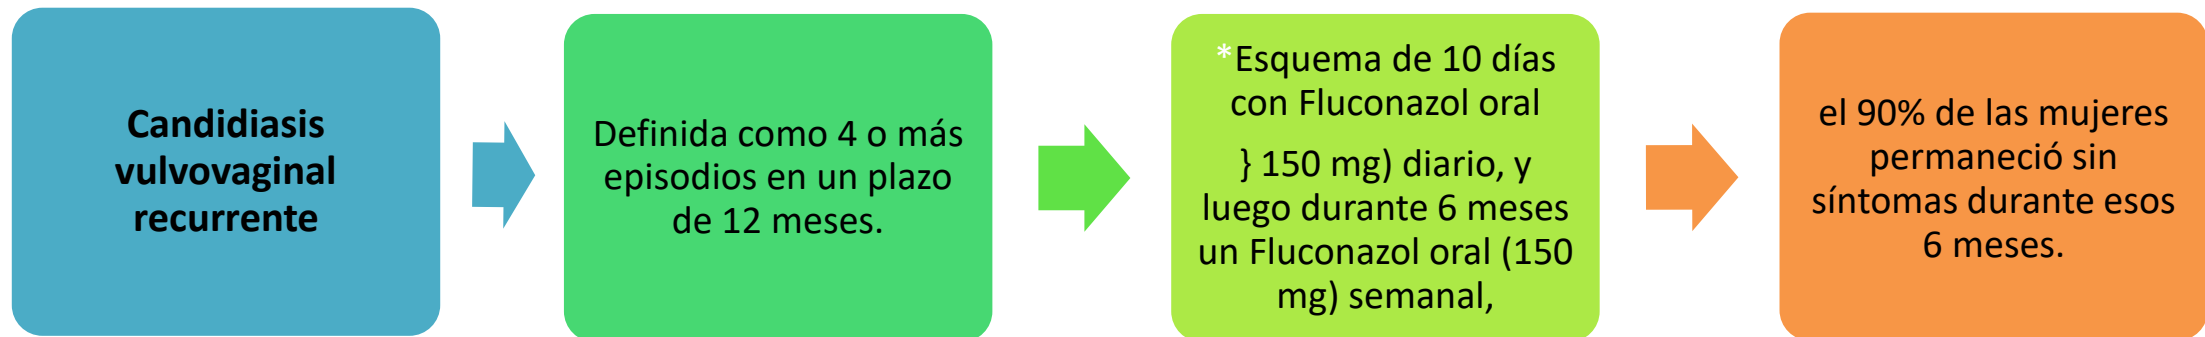 Candidiasis
vulvovaginal
recurrente
Definida como 4 o más
episodios en un plazo
de 12 meses.
*Esquema de 10 días
con Fluconazol oral
} 150 mg) diario, y
luego durante 6 meses
un Fluconazol oral (150
mg) semanal,
el 90% de las mujeres
permaneció sin
síntomas durante esos
6 meses.